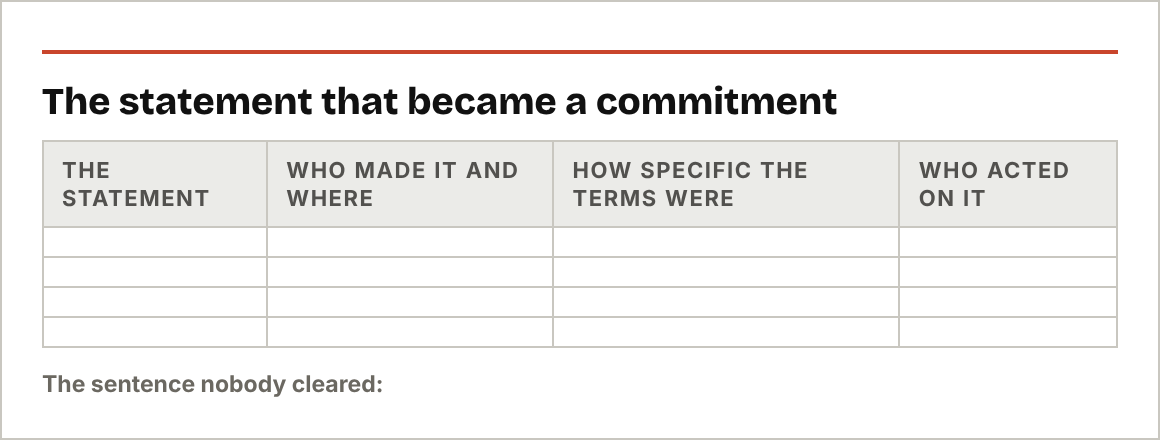 The statement that became a commitment
THE STATEMENT
WHO MADE IT AND WHERE
HOW SPECIFIC THE TERMS WERE
WHO ACTED ON IT
The sentence nobody cleared: